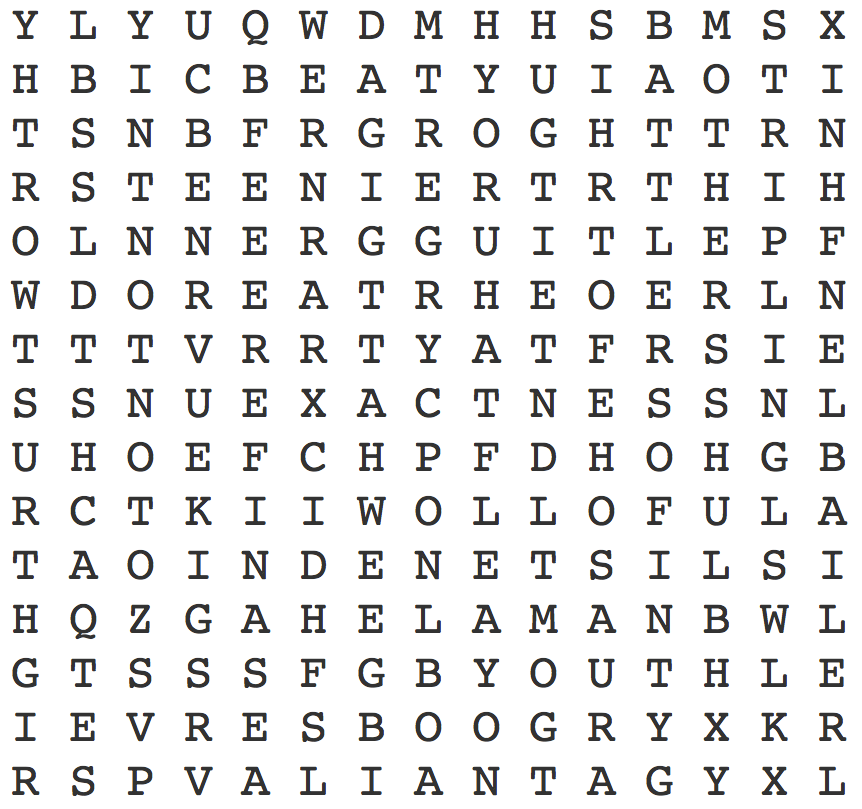 Y L Y U Q W D M H H S B M S X
H B I C B E A T Y U I A O T I
T S N B F R G R O G H T T R N
R S T E E N I E R T R T H I H
O L N N E R G G U I T L E P F
W D O R E A T R H E O E R L N
T T T V R R T Y A T F R S I E
S S N U E X A C T N E S S N L
U H O E F C H P F D H O H G B
R C T K I I W O L L O F U L A
T A O I N D E N E T S I L S I
H Q Z G A H E L A M A N B W L
G T S S S F G B Y O U T H L E
I E V R E S B O O G R Y X K R
R S P V A L I A N T A G Y X L